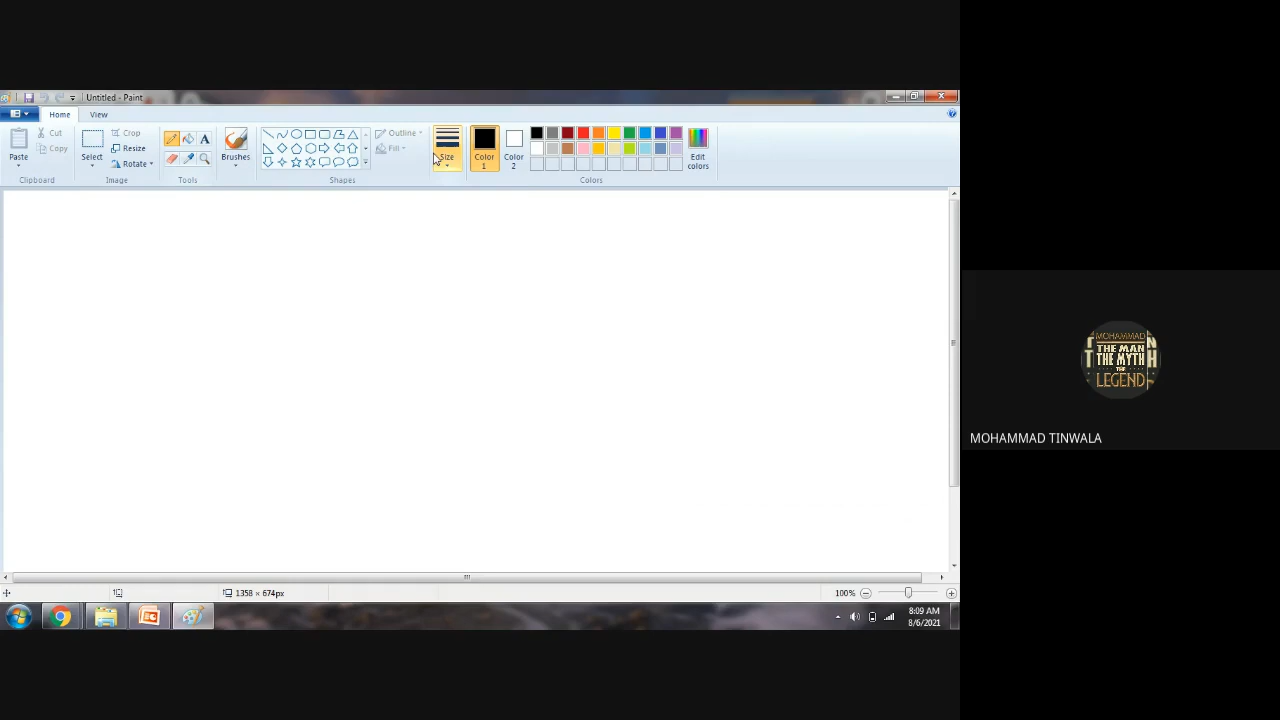 Untitled - Paint
Home
View
Paste
Cut
Copy
Clipboard
Select
Crop
Resize
Rotate
Image
A
Tools
Brushes
Shapes
Outline
Fill
Size
Color
1
Color
2
Edit
colors
Colors
1358 × 674px
100%
8:09 AM
8/6/2021
MOHAMMAD
THE MAN
THE MYTH
THE
LEGEND
MOHAMMAD TINWALA